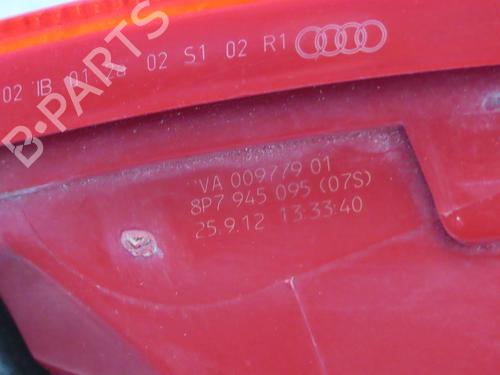 02 IB 01 28 02 S1 02 R1
B-PARTS
VA 009779 01
8P7 945 095 (07S)
25.9.12 13:33:40